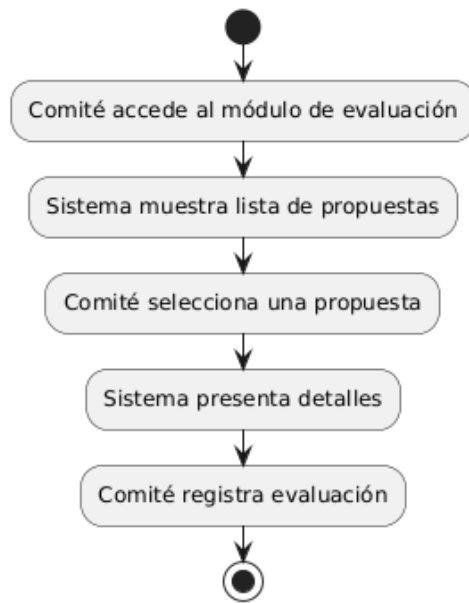 Comité accede al módulo de evaluación
Sistema muestra lista de propuestas
Comité selecciona una propuesta
Sistema presenta detalles
Comité registra evaluación